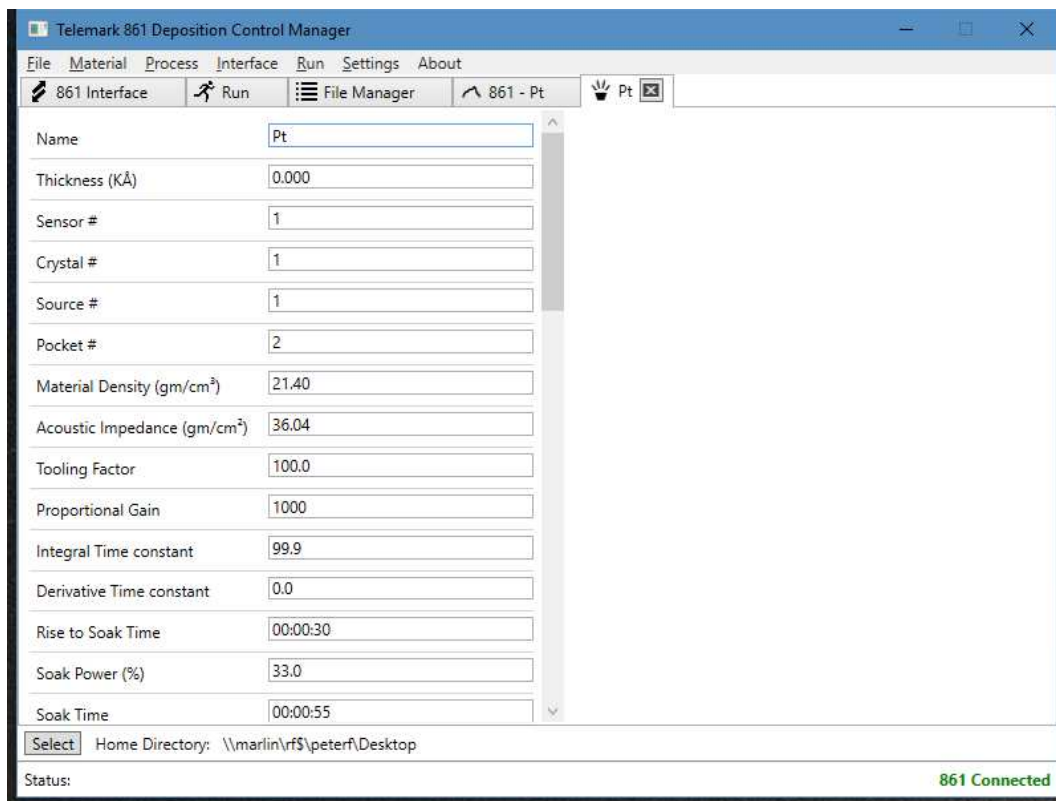 Telemark 861 Deposition Control Manager
File Material Process Interface Run Settings About
861 Interface Run File Manager 861 - Pt Pt
Name Pt
Thickness (KÅ) 0.000
Sensor # 1
Crystal # 1
Source # 1
Pocket # 2
Material Density (gm/cm³) 21.40
Acoustic Impedance (gm/cm²) 36.04
Tooling Factor 100.0
Proportional Gain 1000
Integral Time constant 99.9
Derivative Time constant 0.0
Rise to Soak Time 00:00:30
Soak Power (%) 33.0
Soak Time 00:00:55
Select Home Directory: \\marlin\rf$\peterf\Desktop
Status: 861 Connected